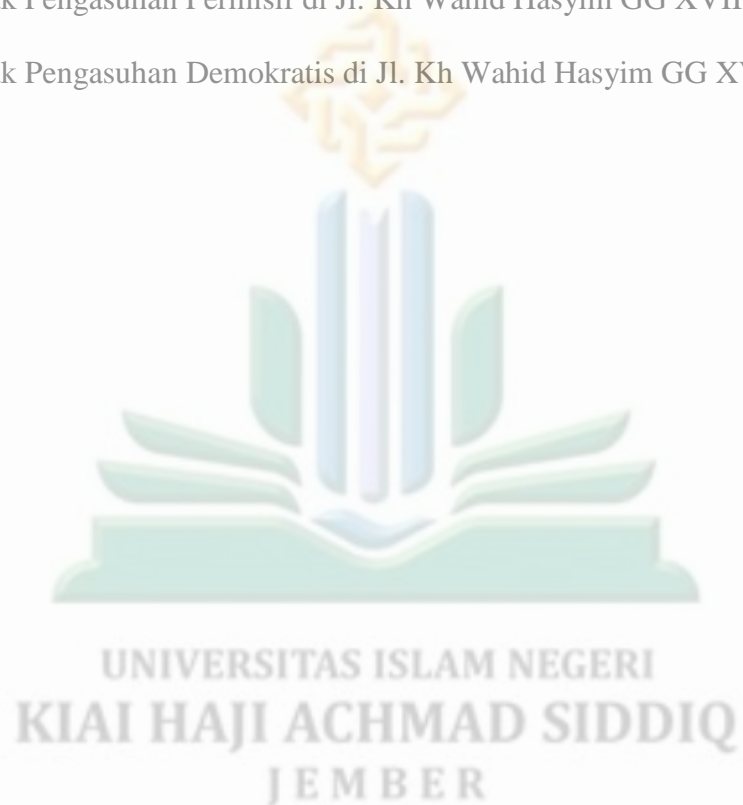 Pengasuhan Permisif di Jl. Kh Wahid Hasyim GG XVII
k Pengasuhan Demokratis di Jl. Kh Wahid Hasyim GG
UNIVERSITAS ISLAM NEGERI
KIAI HAJI ACHMAD SIDDIQ
JEMBER